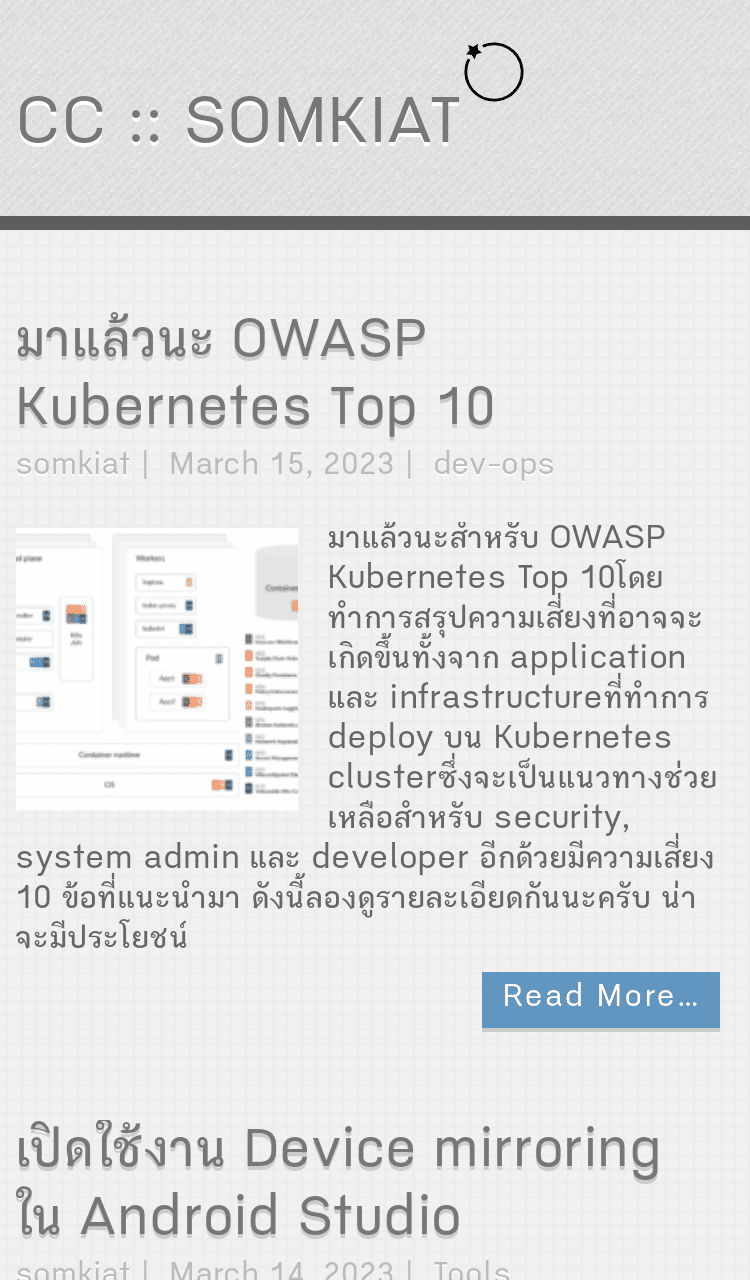 CC :: SOMKIAT
มาแล้วนะ OWASP
Kubernetes Top 10
somkiat | March 15, 2023 | dev-ops
มาแล้วนะสำหรับ OWASP
Kubernetes Top 10โดย
ทำการสรุปความเสี่ยงที่อาจจะ
เกิดขึ้นทั้งจาก application
และ infrastructureที่ทำการ
deploy บน Kubernetes
clusterซึ่งจะเป็นแนวทางช่วย
เหลือสำหรับ security,
Workers
Pod
Container runtime
OS
system admin และ developer อีกด้วยมีความเสี่ยง
10 ข้อที่แนะนำมา ดังนี้ลองดูรายละเอียดกันนะครับ น่า
จะมีประโยชน์
Read More…
เปิดใช้งาน Device mirroring
ใน Android Studio
somkiat | March 14, 2023 | Tools